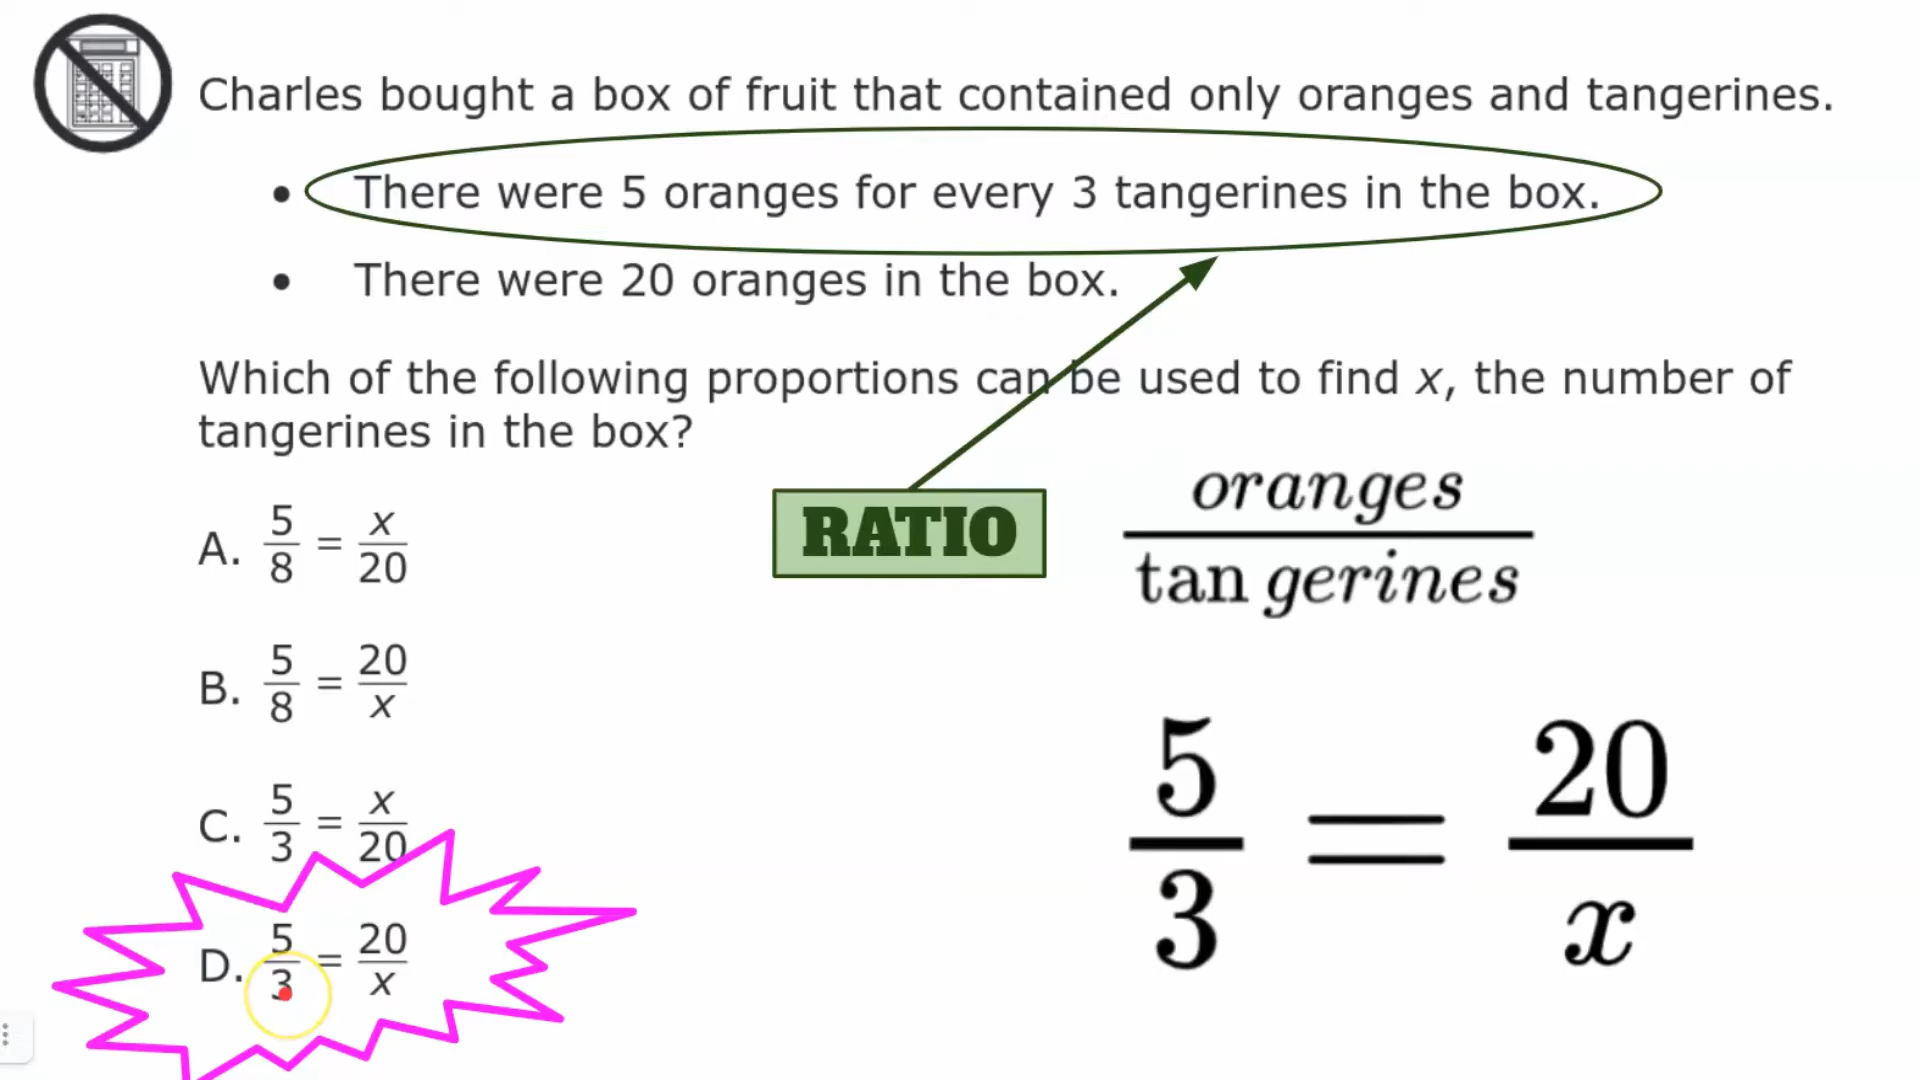 Charles bought a box of fruit that contained only oranges and tangerines.
• There were 5 oranges for every 3 tangerines in the box.
• There were 20 oranges in the box.
Which of the following proportions can be used to find x, the number of
tangerines in the box?
A. 5/8 = x/20
B. 5/8 = 20/x
C. 5/3 = x/20
D. 5/3 = 20/x
RATIO
oranges
tangerines
5/3 = 20/x